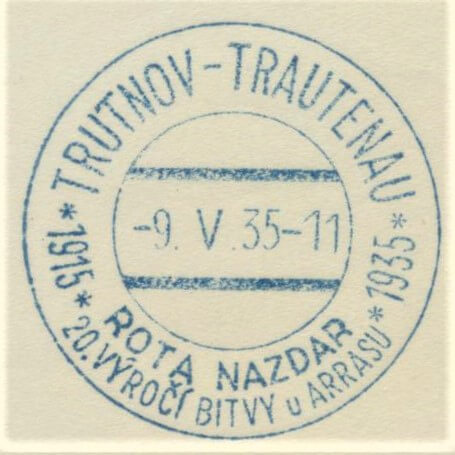 TRUTNOV-TRAUTENAU
* 1915 *
-9. V. 35-11
* 1935 *
ROTA NAZDAR
20. VÝROČÍ BITVY u ARRASU